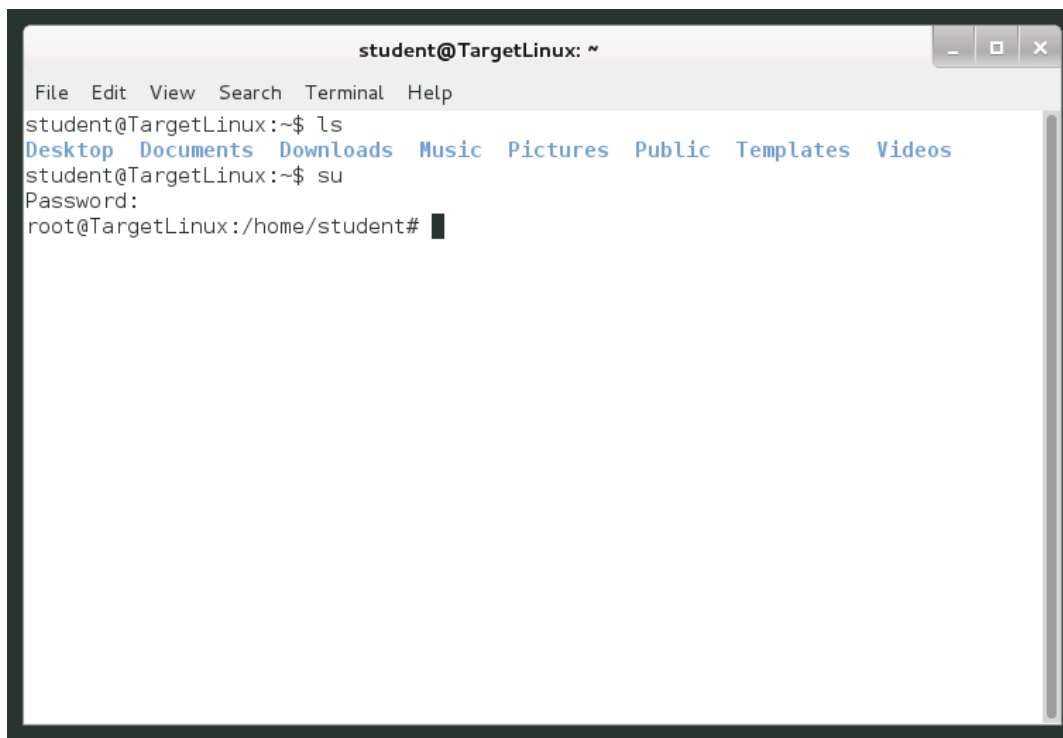 student@TargetLinux: ~
File Edit View Search Terminal Help
student@TargetLinux:~$ ls
Desktop Documents Downloads Music Pictures Public Templates Videos
student@TargetLinux:~$ su
Password:
root@TargetLinux:/home/student#